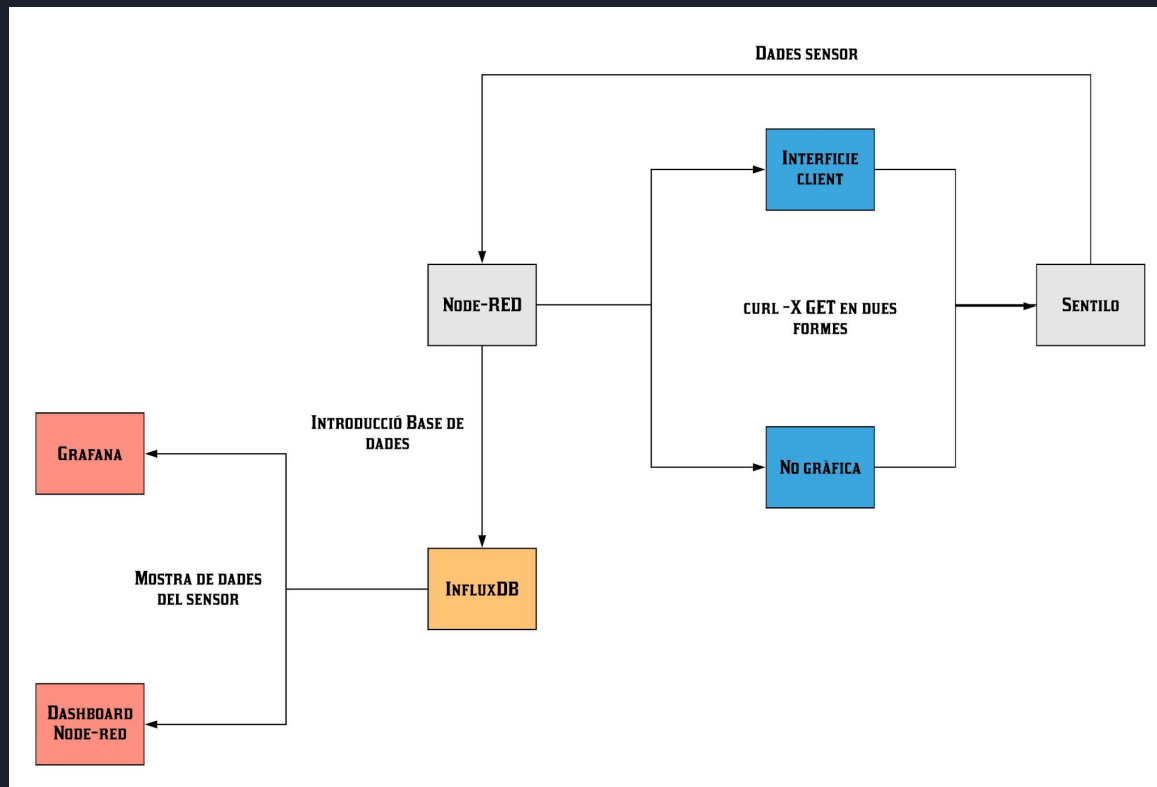 Dades sensor
Interficie
client
Node-RED
curl -X GET en dues
formes
Sentilo
Introducció Base de
dades
Grafana
No gràfica
Mostra de dades
del sensor
InfluxDB
Dashboard
Node-red